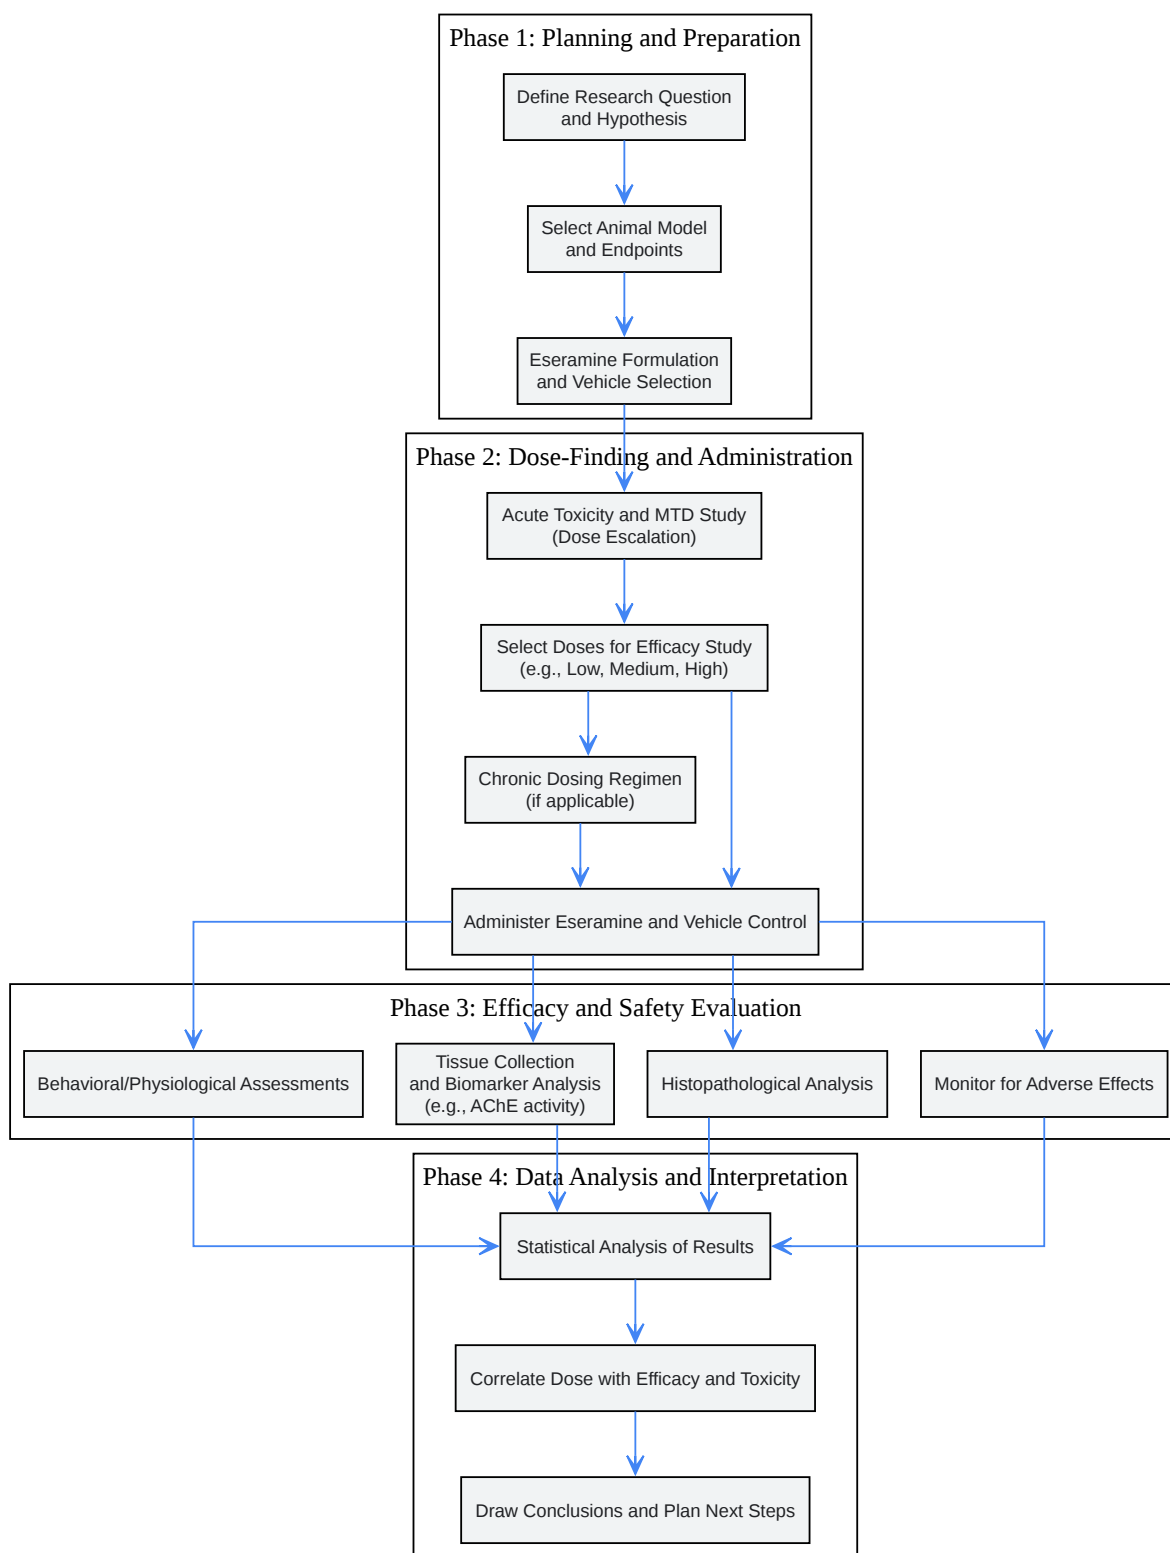 Phase 1: Planning and Preparation
Define Research Question
and Hypothesis
Select Animal Model
and Endpoints
Eseramine Formulation
and Vehicle Selection
Phase 2: Dose-Finding and Administration
Acute Toxicity and MTD Study
(Dose Escalation)
Select Doses for Efficacy Study
(e.g., Low, Medium, High)
Chronic Dosing Regimen
(if applicable)
Administer Eseramine and Vehicle Control
Phase 3: Efficacy and Safety Evaluation
Behavioral/Physiological Assessments
Tissue Collection
and Biomarker Analysis
(e.g., AChE activity)
Histopathological Analysis
Monitor for Adverse Effects
Phase 4: Data Analysis and Interpretation
Statistical Analysis of Results
Correlate Dose with Efficacy and Toxicity
Draw Conclusions and Plan Next Steps